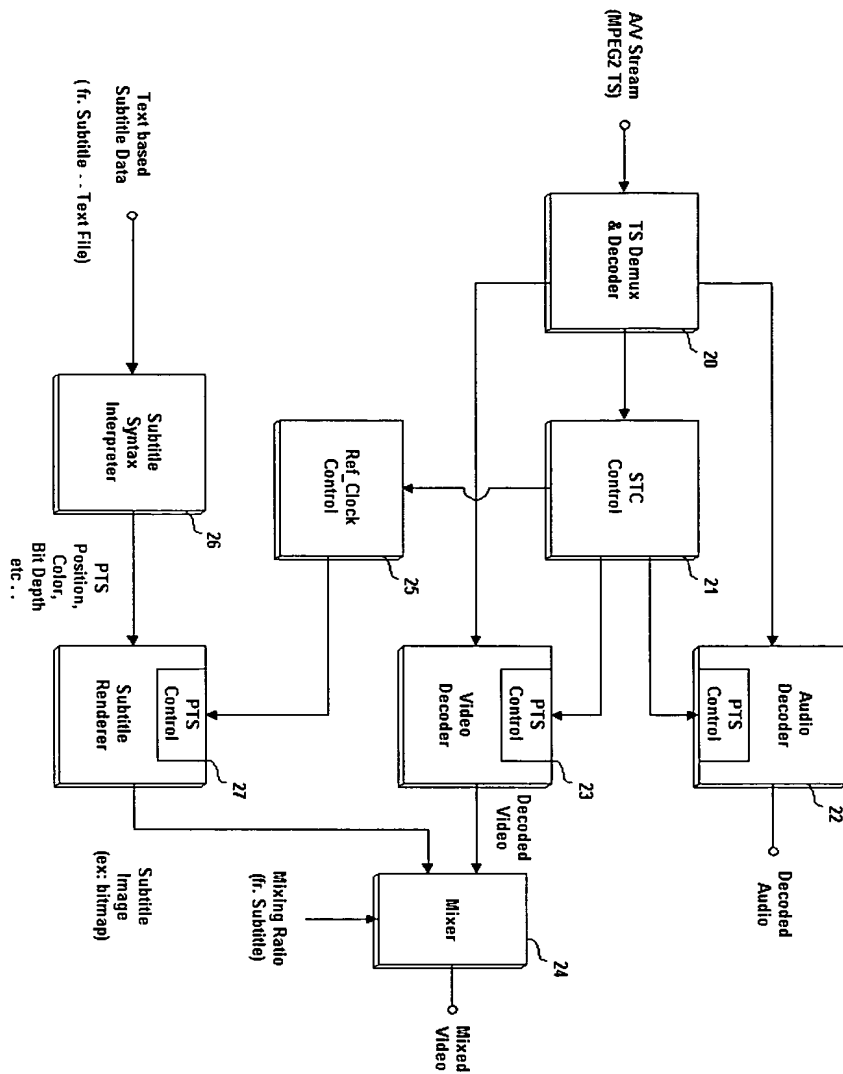 A/V Stream
(MPEG2 TS)
TS Demux
& Decoder
20
STC
Control
21
Audio
Decoder
PTS
Control
22
Decoded
Audio
Video
Decoder
PTS
Control
23
Decoded
Video
Ref_Clock
Control
25
Text based
Subtitle Data
( fr. Subtitle - - Text File)
Subtitle
Syntax
Interpreter
26
PTS
Position,
Color,
Bit Depth
etc . .
Subtitle
Renderer
PTS
Control
27
Subtitle
Image
(ex: bitmap)
Mixing Ratio
(fr. Subtitle)
Mixer
24
Mixed
Video